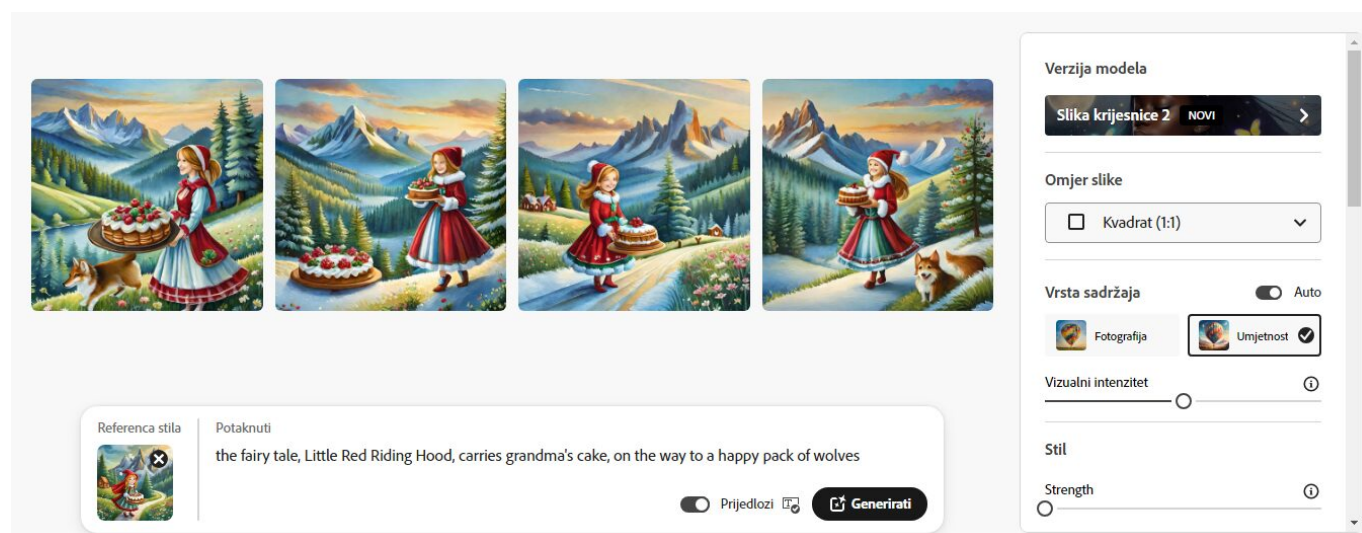 Verzija modela
Slika krijesnice 2 NOVI
Omjer slike
Kvadrat (1:1)
Vrsta sadržaja Auto
Fotografija Umjetnost
Vizualni intenzitet
Stil
Strength
Referenca stila Potaknuti
the fairy tale, Little Red Riding Hood, carries grandma's cake, on the way to a happy pack of wolves
Prijedlozi Generirati